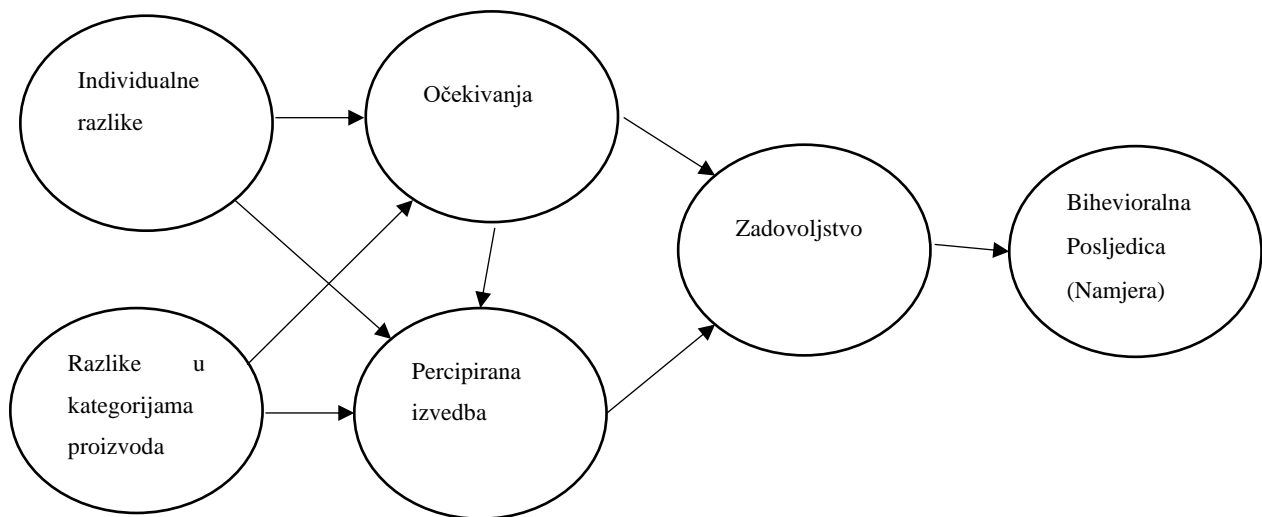 Individualne
razlike
Očekivanja
Razlike u
kategorijama
proizvoda
Percipirana
izvedba
Zadovoljstvo
Bihevioralna
Posljedica
(Namjera)